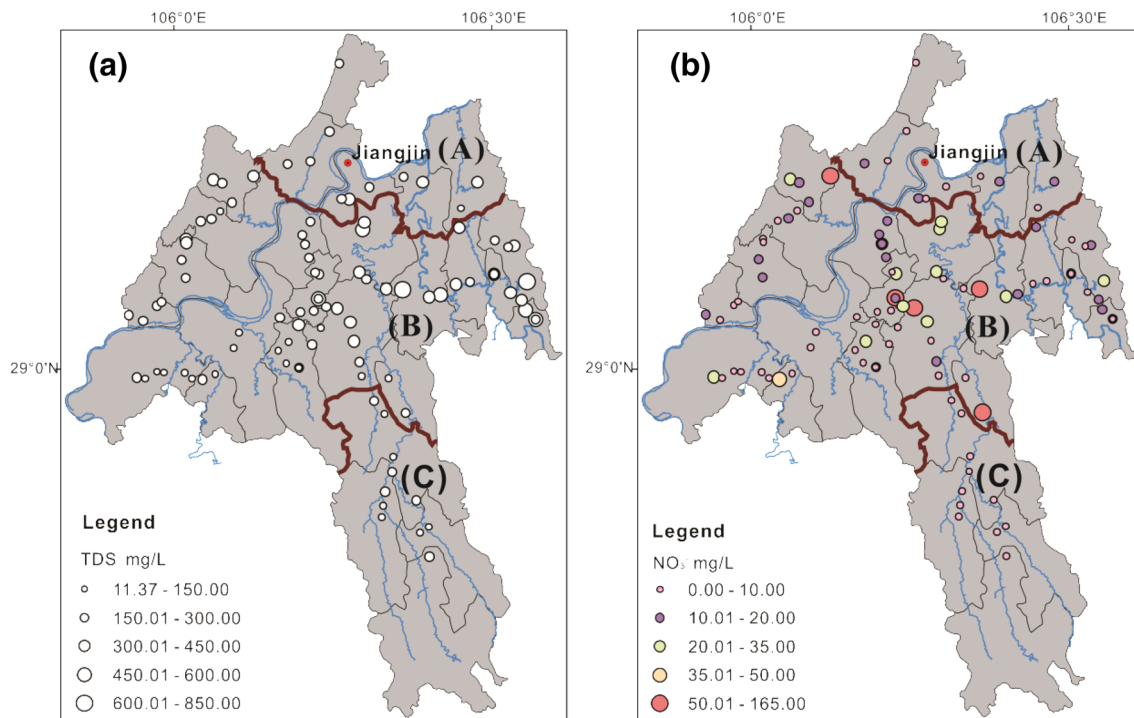 106°0'E
106°30'E
106°0'E
106°30'E
(a)
(b)
Jiangjin (A)
Jiangjin (A)
(B)
(B)
29°0'N
(C)
(C)
Legend
TDS mg/L
11.37 - 150.00
150.01 - 300.00
300.01 - 450.00
450.01 - 600.00
600.01 - 850.00
Legend
NO₃⁻ mg/L
0.00 - 10.00
10.01 - 20.00
20.01 - 35.00
35.01 - 50.00
50.01 - 165.00